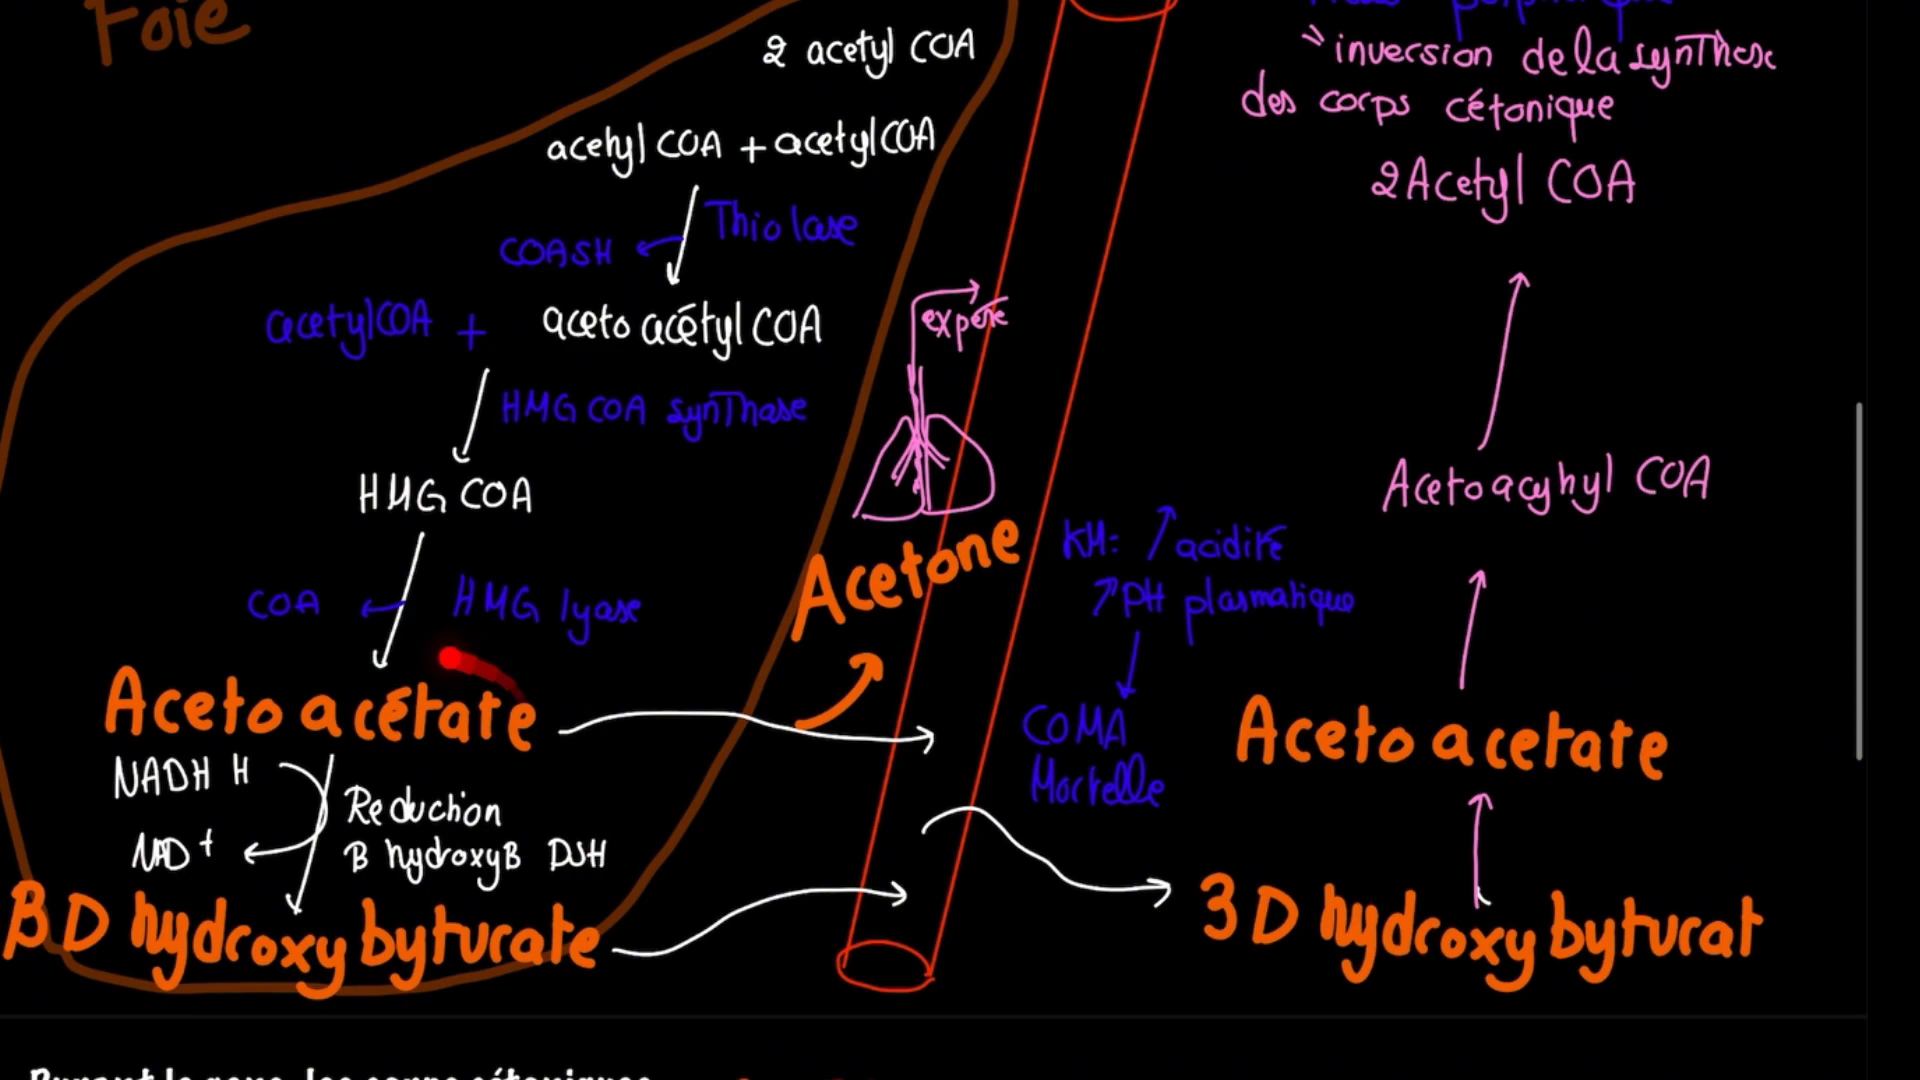 Foie
2 acetyl COA
acetyl COA + acetylCOA
Thiolase
COASH
acetylCOA + aceto acétyl COA
HMG COA synthase
HMG COA
COA
HMG lyase
Aceto acétate
NADH H
NAD+
Reduction
B hydroxyB DSH
BD hydroxy byturate
expire
Acetone
KH: ↗ acidité
↗ PH plasmatique
COMA
Mortelle
inversion de la synthese
des corps cétonique
2 Acetyl COA
Acetoacyhyl COA
Aceto acetate
3D hydroxy byturat